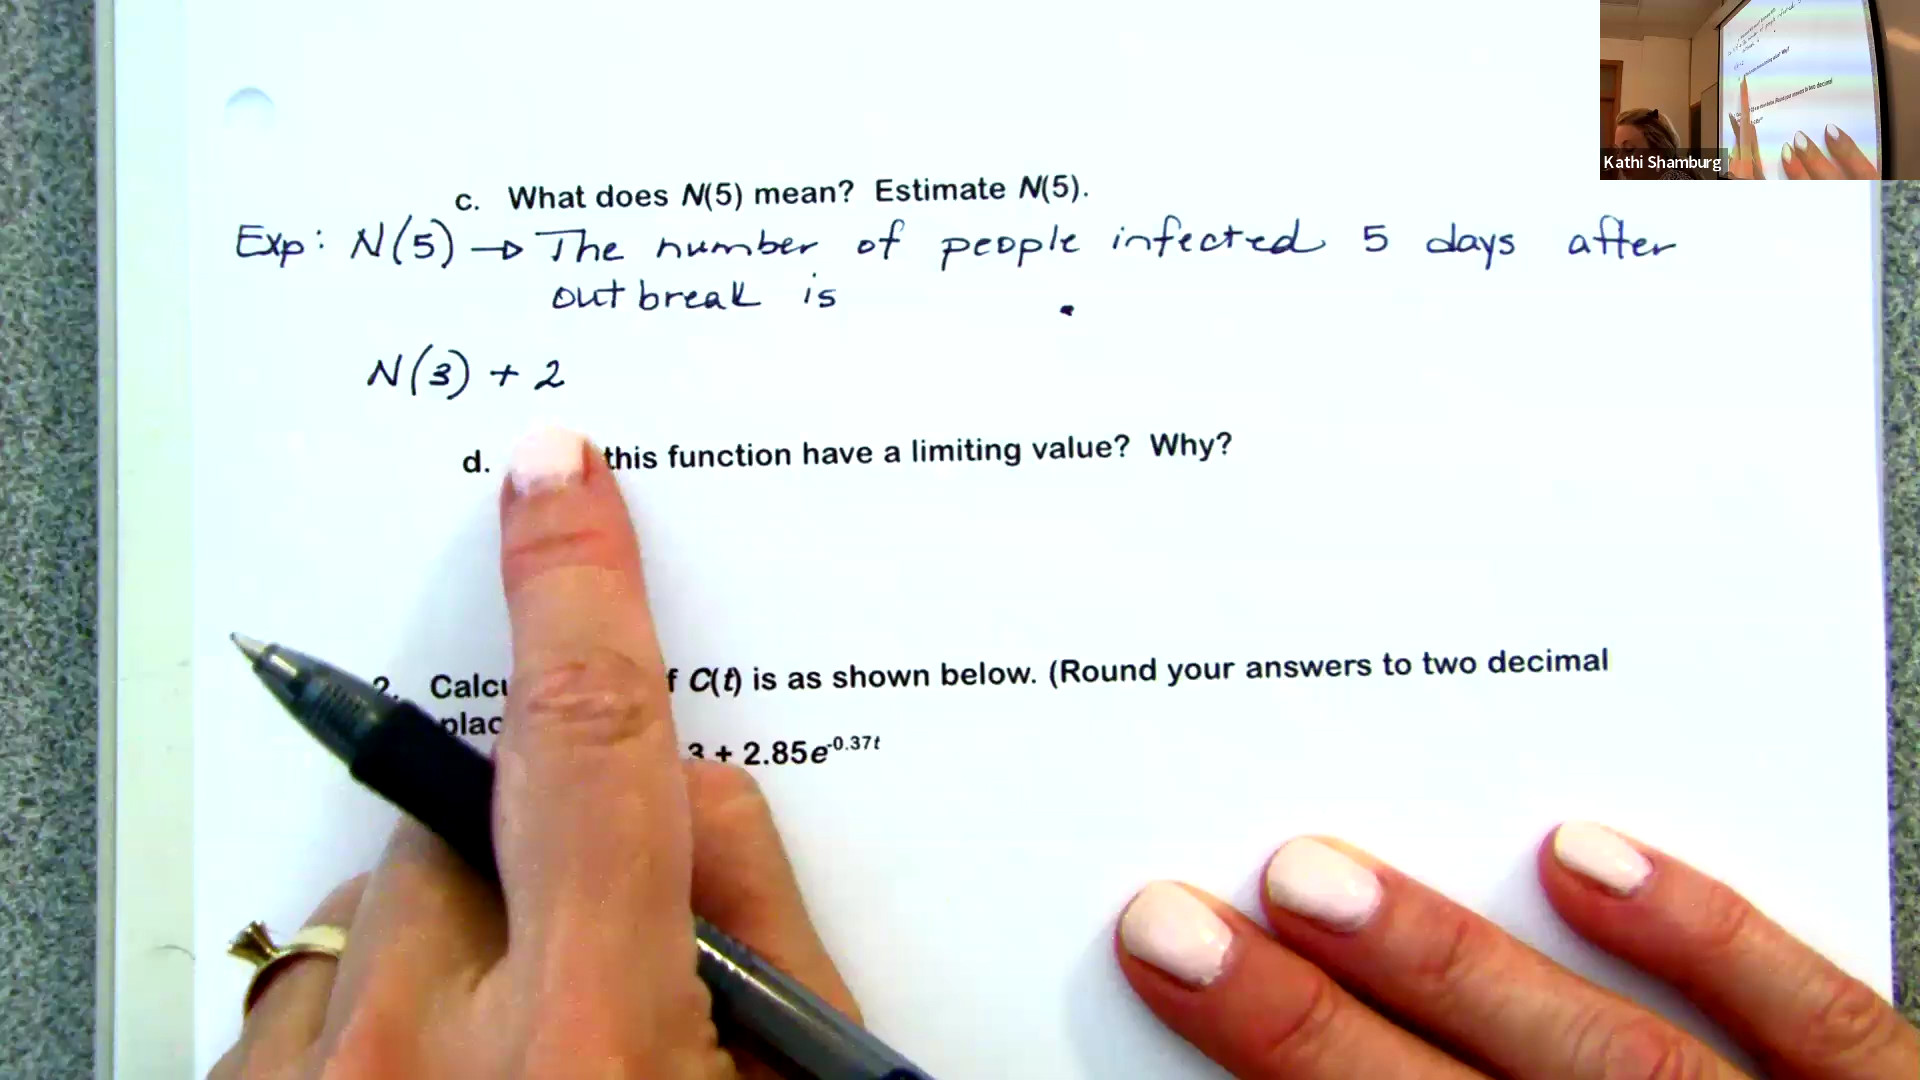 c. What does N(5) mean? Estimate N(5).
Exp: N(5) → The number of people infected 5 days after
outbreak is .
N(3) + 2
d. this function have a limiting value? Why?
2. f C(t) is as shown below. (Round your answers to two decimal
3 + 2.85e^-0.37t
Kathi Shamburg